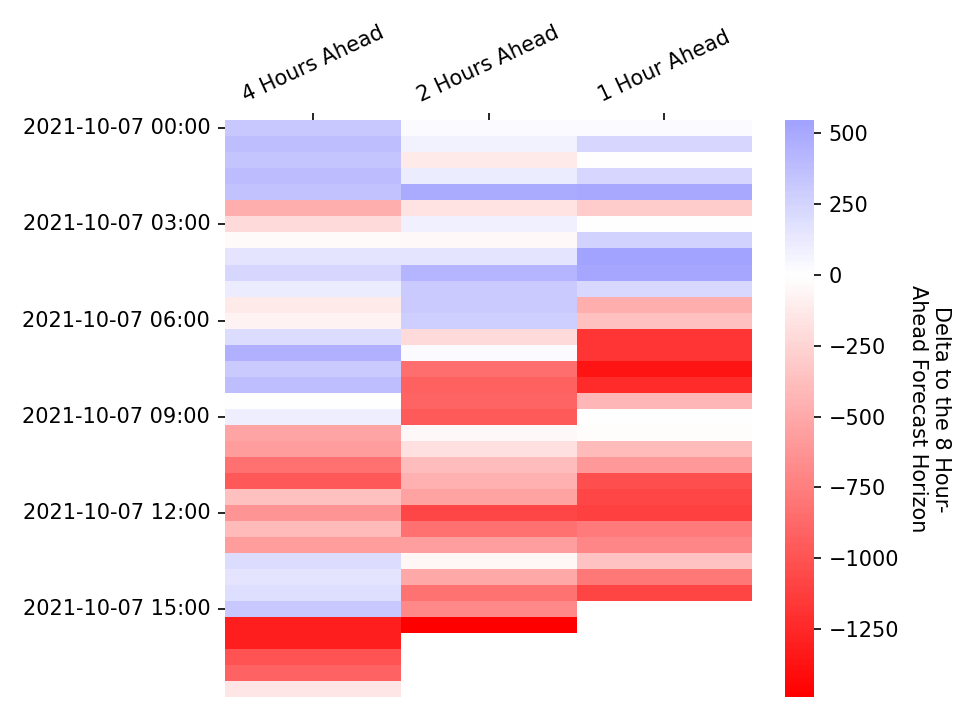 4 Hours Ahead
2 Hours Ahead
1 Hour Ahead
2021-10-07 00:00
2021-10-07 03:00
2021-10-07 06:00
2021-10-07 09:00
2021-10-07 12:00
2021-10-07 15:00
500
250
0
−250
−500
−750
−1000
−1250
Delta to the 8 Hour-
Ahead Forecast Horizon